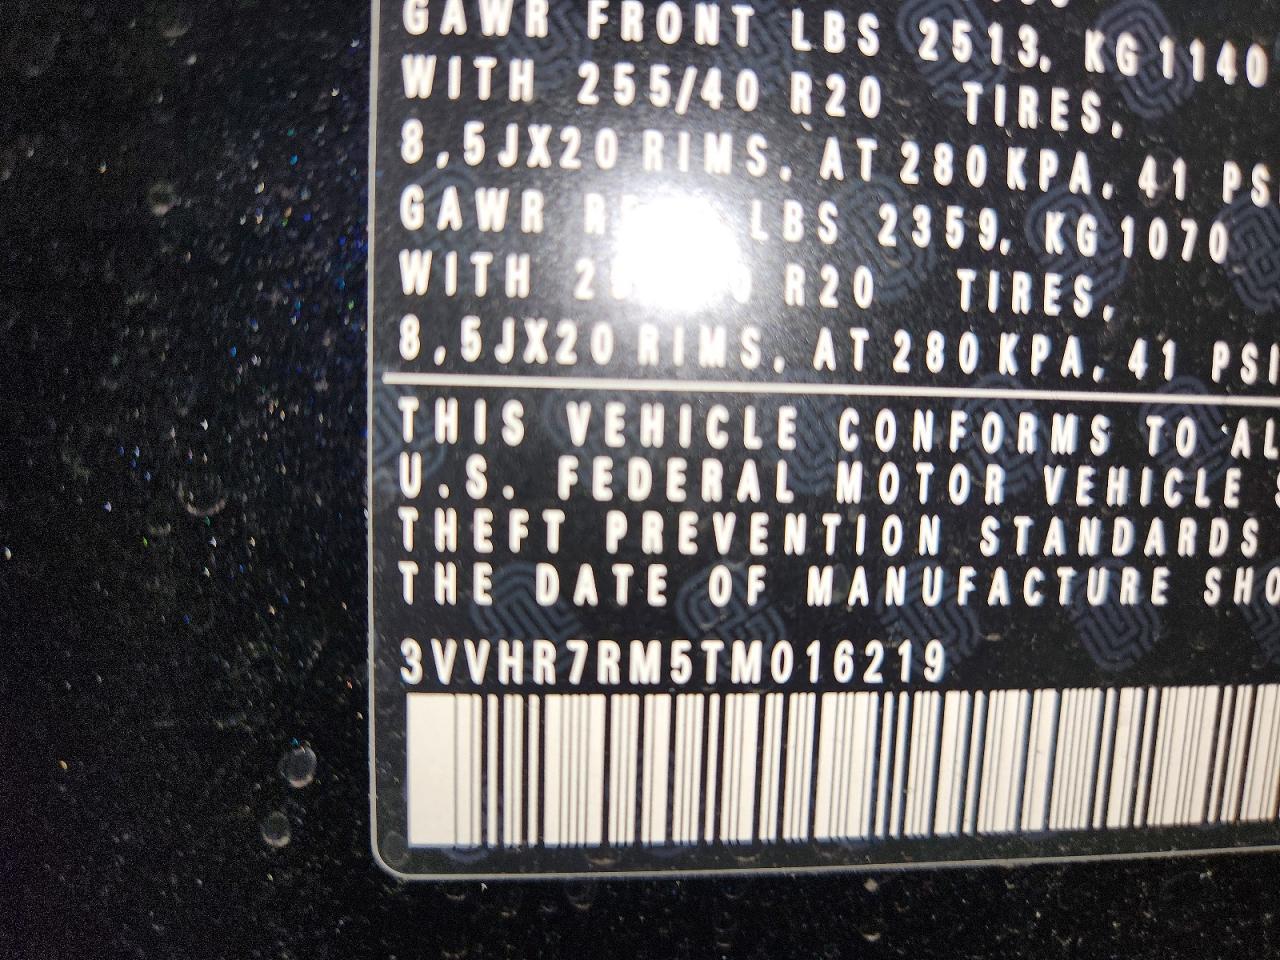 GAWR FRONT LBS 2513, KG 1140
WITH 255/40 R20 TIRES,
8,5JX20 RIMS, AT 280 KPA, 41 PS
GAWR LBS 2359, KG 1070
WITH R20 TIRES,
8,5JX20 RIMS, AT 280 KPA, 41 PSI
THIS VEHICLE CONFORMS TO AL
U.S. FEDERAL MOTOR VEHICLE
THEFT PREVENTION STANDARDS
THE DATE OF MANUFACTURE SHO
3VVHR7RM5TM016219